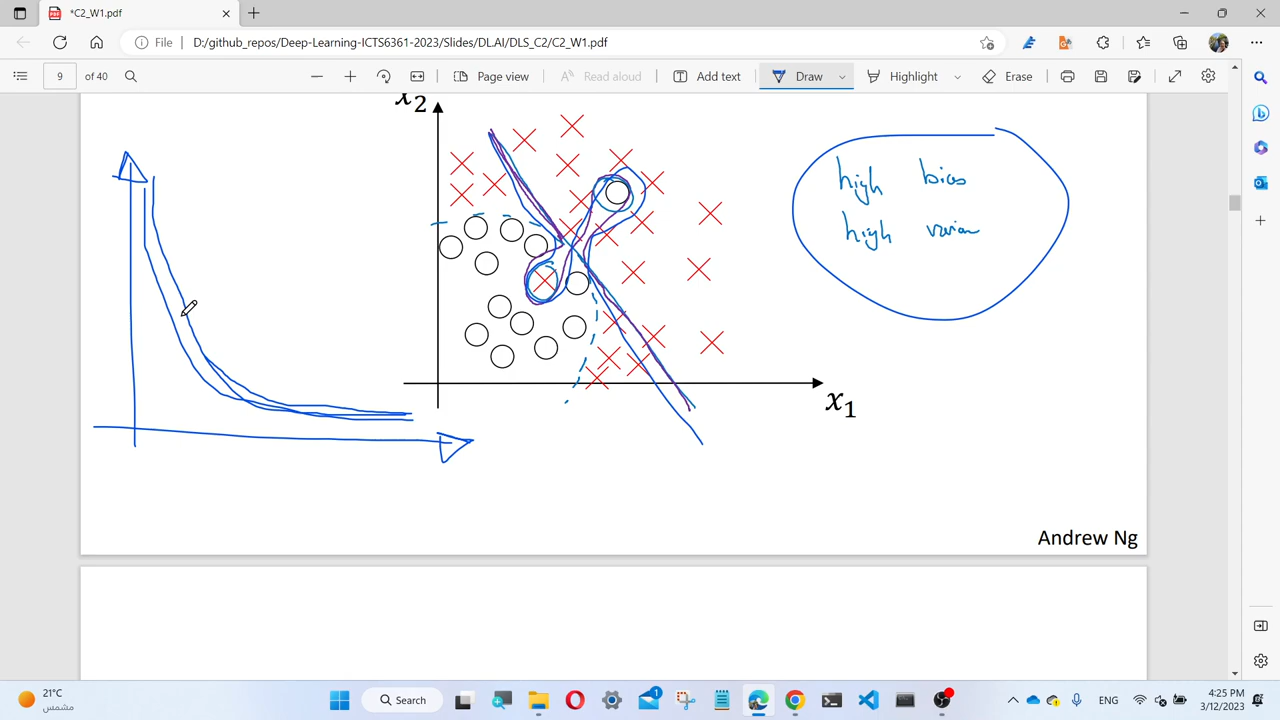 *C2_W1.pdf
File
D:/github_repos/Deep-Learning-ICTS6361-2023/Slides/DL.AI/DLS_C2/C2_W1.pdf
9 of 40
Page view
Read aloud
Add text
Draw
Highlight
Erase
x2
high bias
high varian
x1
Andrew Ng
21°C
مشمس
Search
1
ENG
4:25 PM
3/12/2023